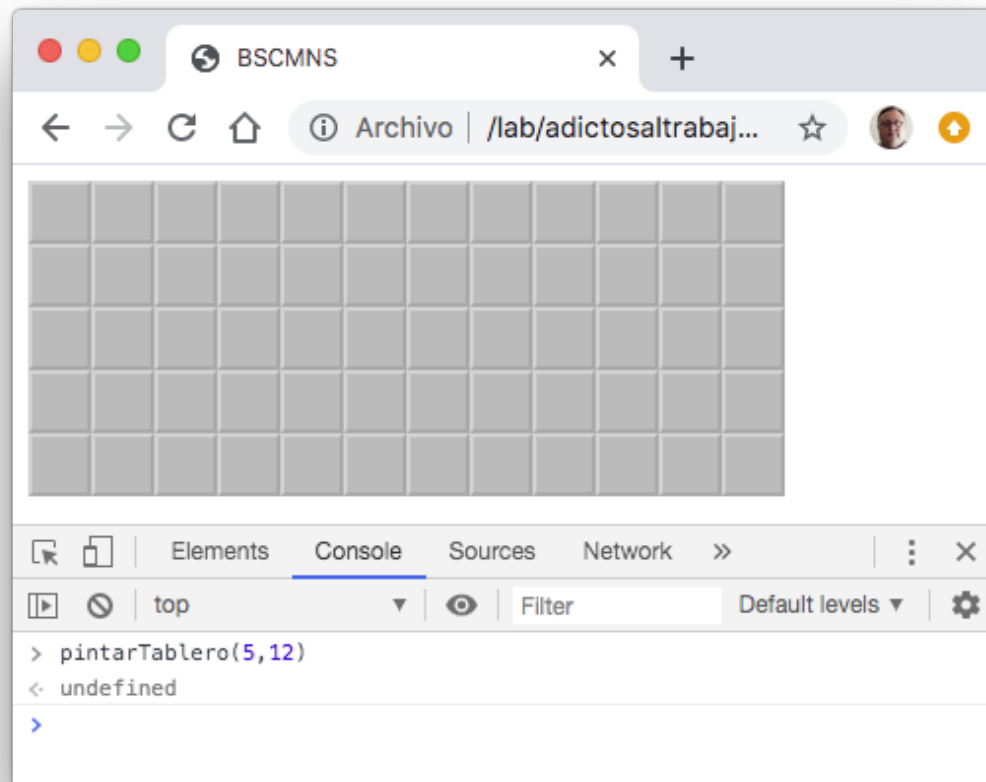 BSCMNS
Archivo /lab/adictosaltrabaj...
Elements Console Sources Network
top Filter Default levels
pintarTablero(5,12)
undefined